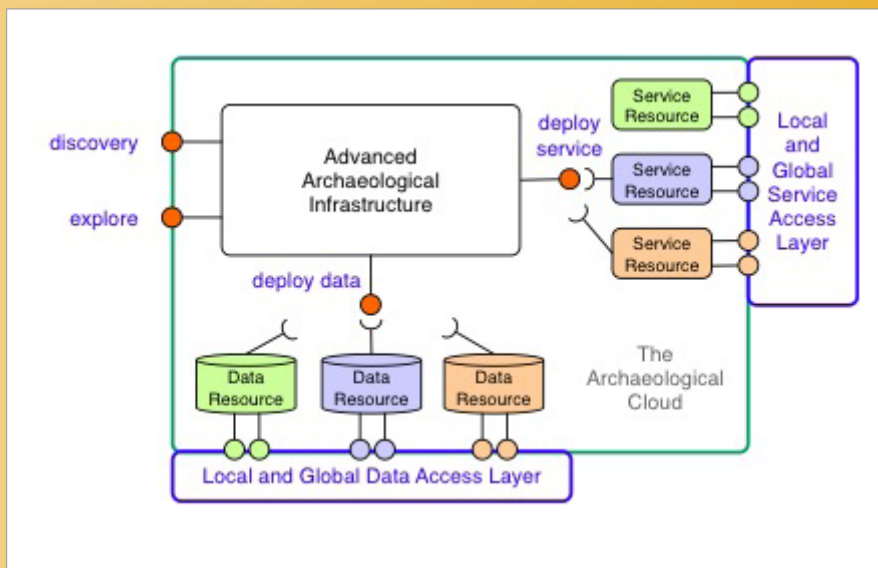 discovery
explore
Advanced
Archaeological
Infrastructure
deploy
service
Service
Resource
Service
Resource
Service
Resource
Local
and
Global
Service
Access
Layer
deploy data
Data
Resource
Data
Resource
Data
Resource
The
Archaeological
Cloud
Local and Global Data Access Layer